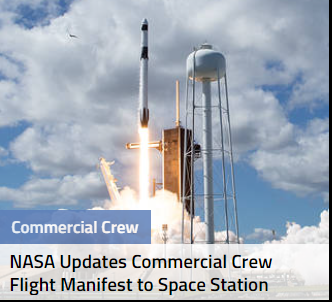 Commercial Crew
NASA Updates Commercial Crew
Flight Manifest to Space Station